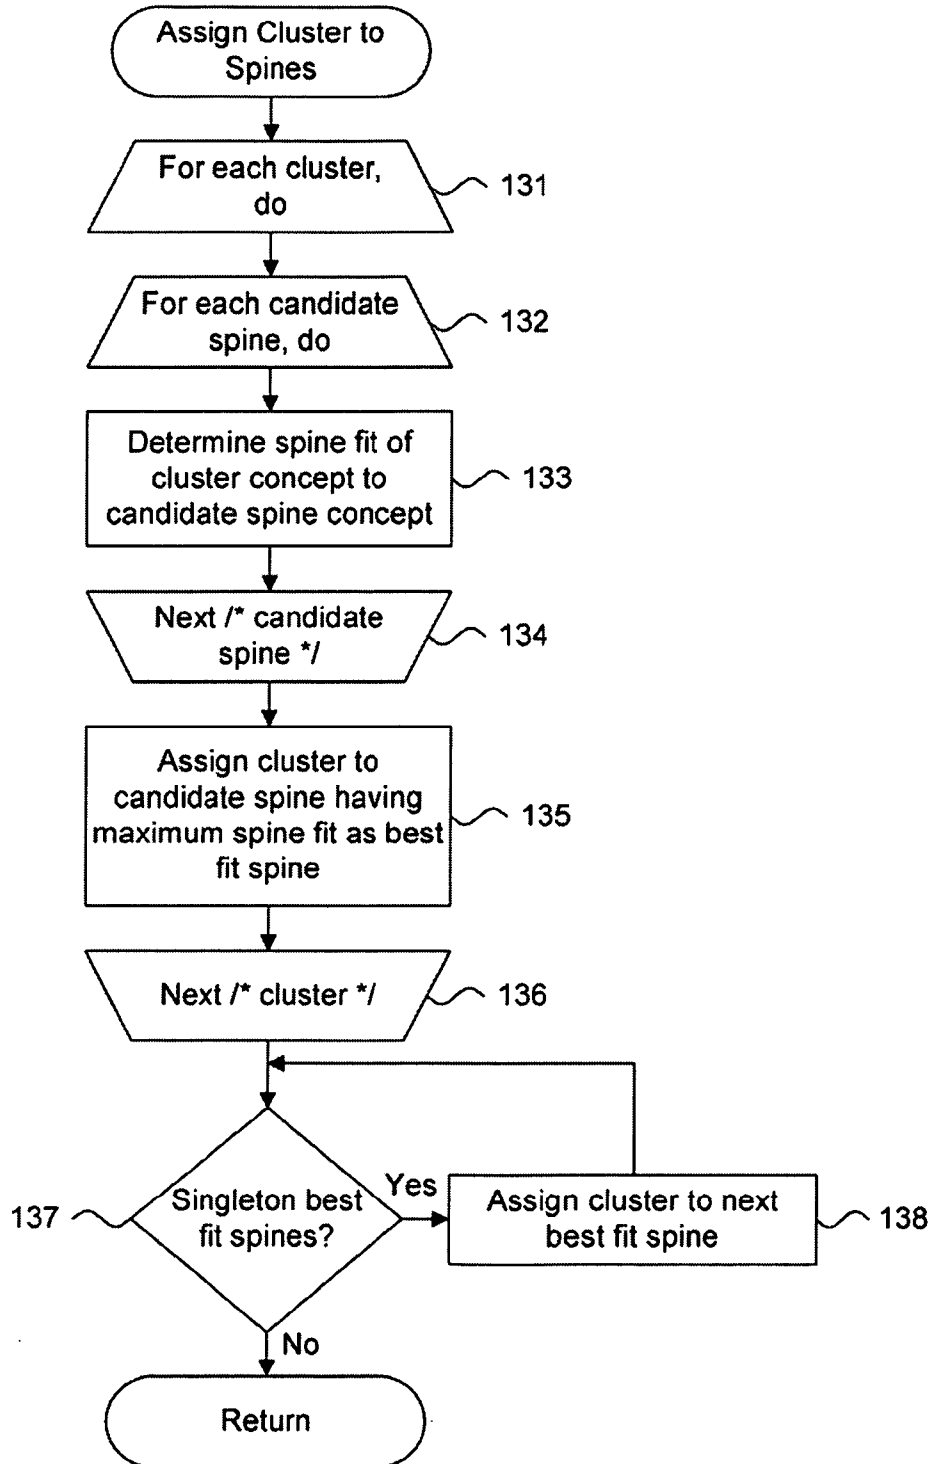 Assign Cluster to
Spines
For each cluster,
do
131
For each candidate
spine, do
132
Determine spine fit of
cluster concept to
candidate spine concept
133
Next /* candidate
spine */
134
Assign cluster to
candidate spine having
maximum spine fit as best
fit spine
135
Next /* cluster */
136
137
Singleton best
fit spines?
Yes
Assign cluster to next
best fit spine
138
No
Return